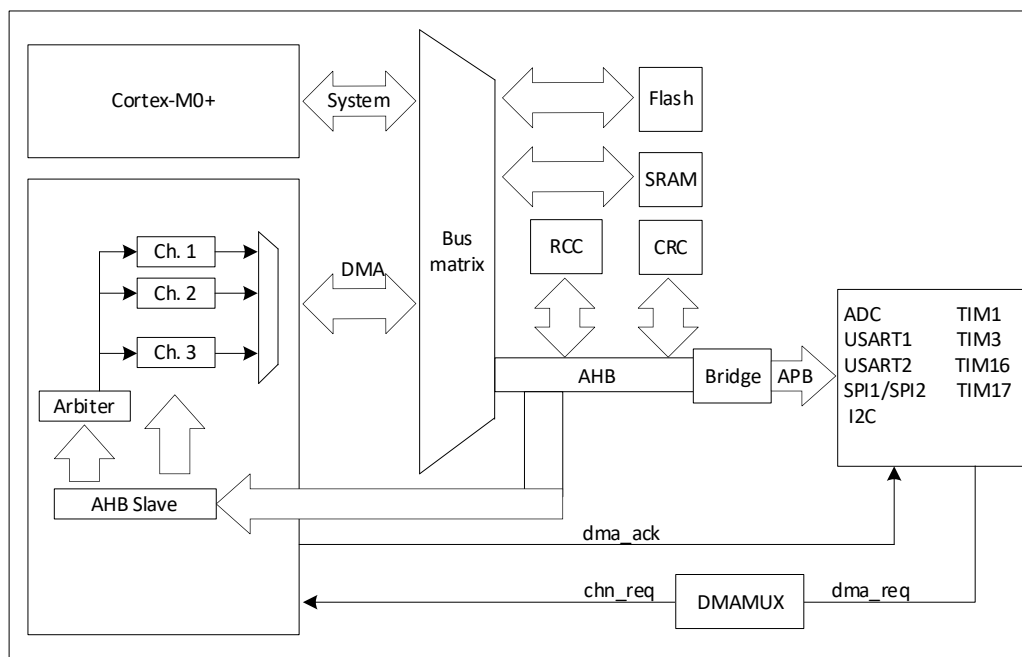 Cortex-M0+
System
Flash
SRAM
Bus
matrix
RCC
CRC
Ch. 1
Ch. 2
Ch. 3
DMA
Arbiter
AHB Slave
AHB
Bridge
APB
ADC TIM1
USART1 TIM3
USART2 TIM16
SPI1/SPI2 TIM17
I2C
dma_ack
chn_req
DMAMUX
dma_req